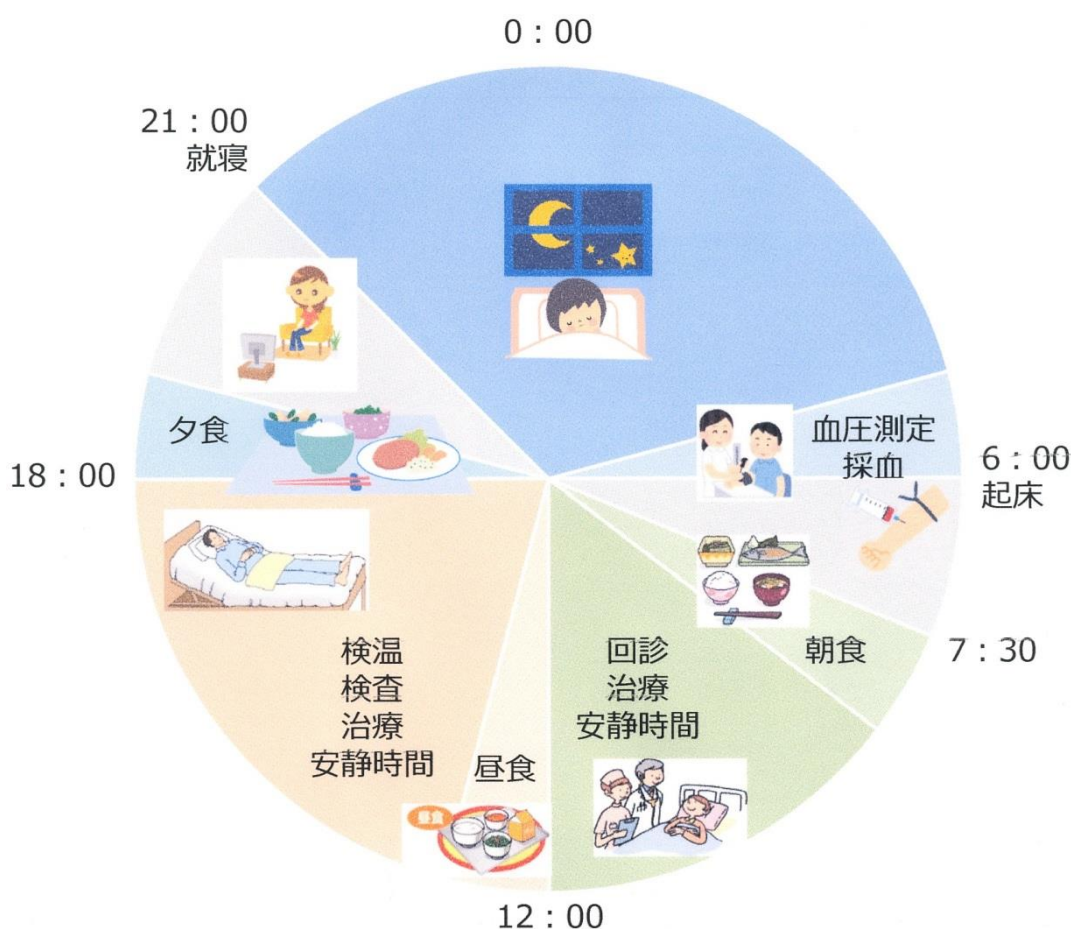 0:00
21:00
就寝
血圧測定
採血
6:00
起床
夕食
18:00
朝食
7:30
回診
治療
安静時間
検温
検査
治療
安静時間
昼食
昼食
12:00